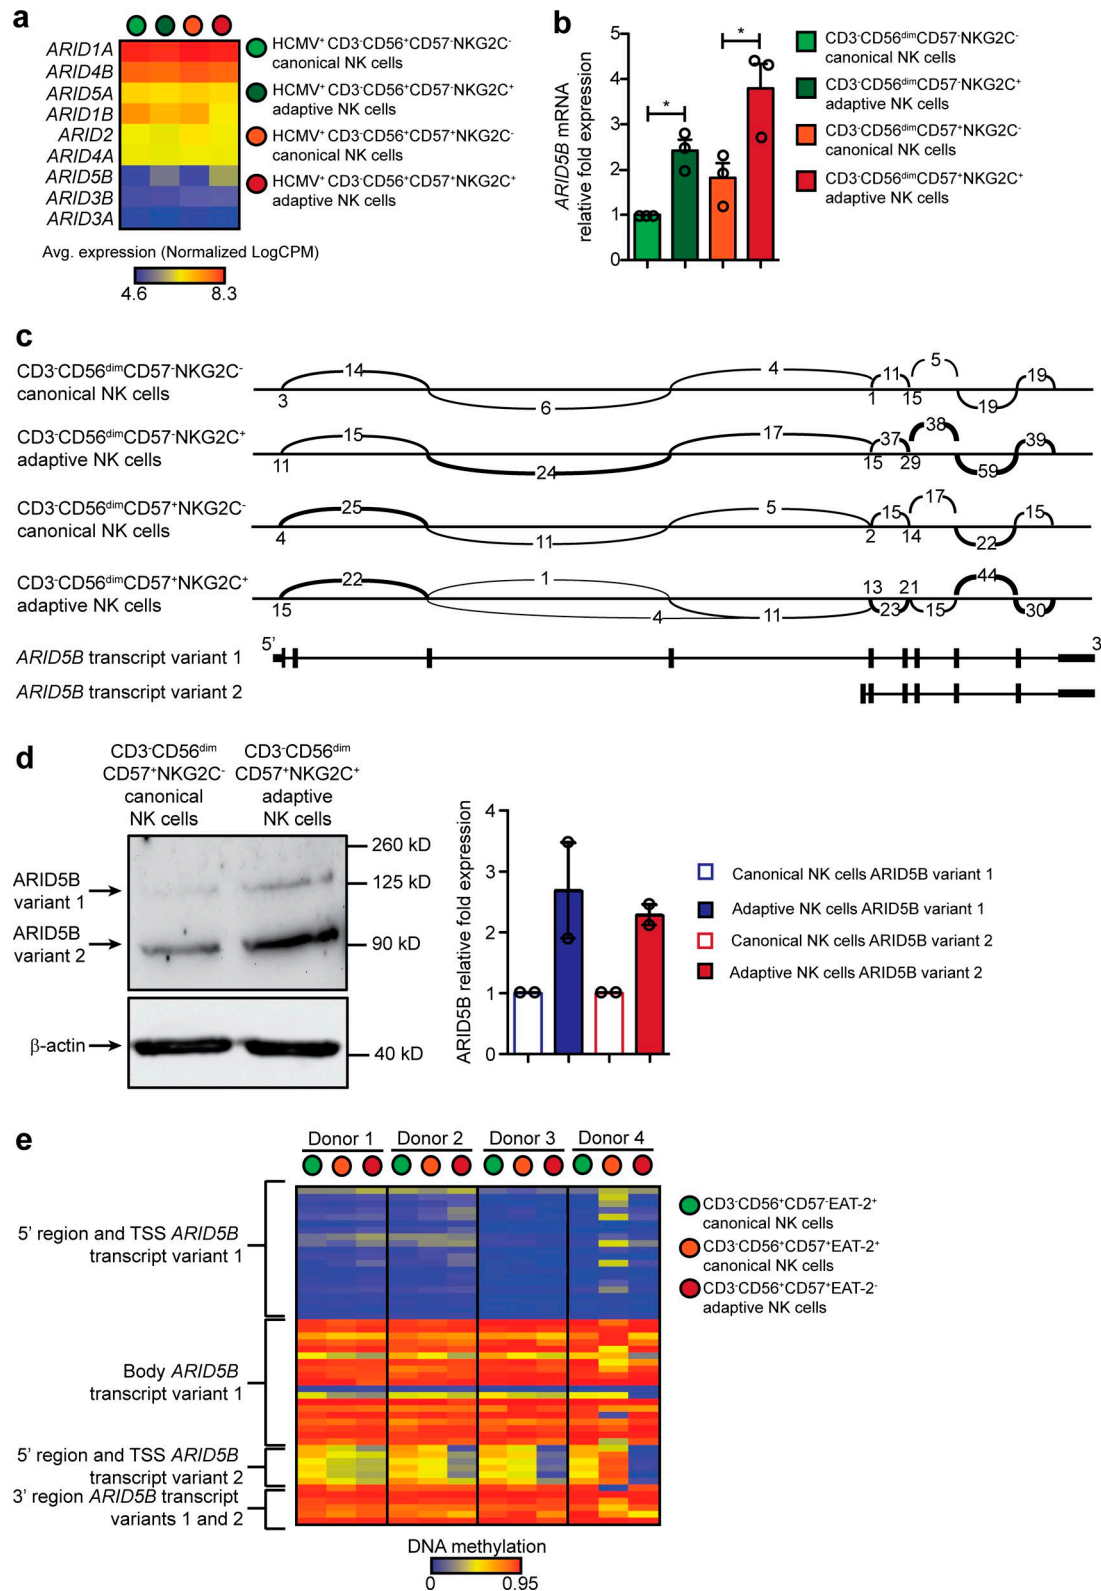 a
ARID1A
ARID4B
ARID5A
ARID1B
ARID2
ARID4A
ARID5B
ARID3B
ARID3A
Avg. expression (Normalized LogCPM)
4.6 8.3
HCMV⁺ CD3⁻CD56⁺CD57⁻NKG2C⁻
canonical NK cells
HCMV⁺ CD3⁻CD56⁺CD57⁻NKG2C⁺
adaptive NK cells
HCMV⁺ CD3⁻CD56⁺CD57⁺NKG2C⁻
canonical NK cells
HCMV⁺ CD3⁻CD56⁺CD57⁺NKG2C⁺
adaptive NK cells
b
ARID5B mRNA
relative fold expression
5
4
3
2
1
0
*
*
CD3⁻CD56ᵈⁱᵐCD57⁻NKG2C⁻
canonical NK cells
CD3⁻CD56ᵈⁱᵐCD57⁻NKG2C⁺
adaptive NK cells
CD3⁻CD56ᵈⁱᵐCD57⁺NKG2C⁻
canonical NK cells
CD3⁻CD56ᵈⁱᵐCD57⁺NKG2C⁺
adaptive NK cells
c
CD3⁻CD56ᵈⁱᵐCD57⁻NKG2C⁻
canonical NK cells
3 14 6 4 1 11 15 5 19 19
CD3⁻CD56ᵈⁱᵐCD57⁻NKG2C⁺
adaptive NK cells
11 15 24 17 15 37 29 38 59 39
CD3⁻CD56ᵈⁱᵐCD57⁺NKG2C⁻
canonical NK cells
4 25 11 5 2 15 14 17 22 15
CD3⁻CD56ᵈⁱᵐCD57⁺NKG2C⁺
adaptive NK cells
15 22 1 4 11 13 23 21 15 44 30
5’ 3
ARID5B transcript variant 1
ARID5B transcript variant 2
d
CD3⁻CD56ᵈⁱᵐ
CD57⁺NKG2C⁻
canonical
NK cells
CD3⁻CD56ᵈⁱᵐ
CD57⁺NKG2C⁺
adaptive
NK cells
ARID5B
variant 1
ARID5B
variant 2
β-actin
260 kD
125 kD
90 kD
40 kD
ARID5B relative fold expression
4
3
2
1
0
Canonical NK cells ARID5B variant 1
Adaptive NK cells ARID5B variant 1
Canonical NK cells ARID5B variant 2
Adaptive NK cells ARID5B variant 2
e
Donor 1 Donor 2 Donor 3 Donor 4
5’ region and TSS ARID5B
transcript variant 1
Body ARID5B
transcript variant 1
5’ region and TSS ARID5B
transcript variant 2
3’ region ARID5B transcript
variants 1 and 2
CD3⁻CD56⁺CD57⁻EAT-2⁺
canonical NK cells
CD3⁻CD56⁺CD57⁺EAT-2⁺
canonical NK cells
CD3⁻CD56⁺CD57⁺EAT-2⁻
adaptive NK cells
DNA methylation
0 0.95